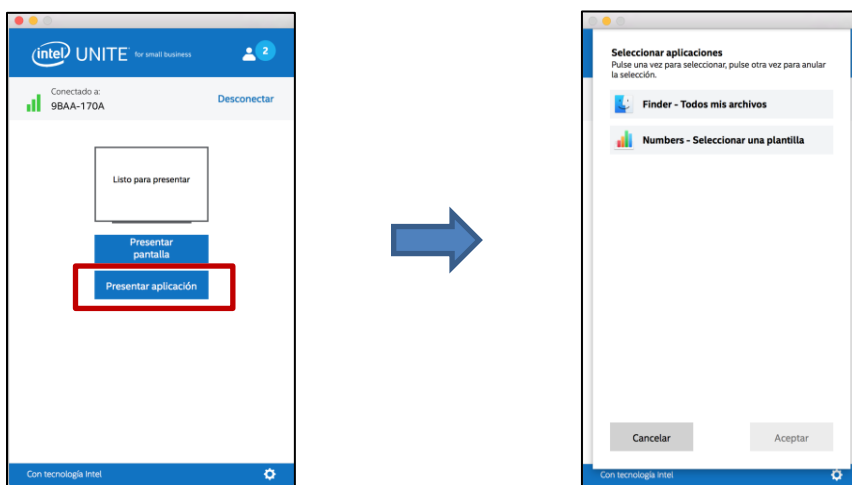 intel UNITE for small business
2
Conectado a:
9BAA-170A
Desconectar
Listo para presentar
Presentar
pantalla
Presentar aplicación
Con tecnología Intel
Seleccionar aplicaciones
Pulse una vez para seleccionar, pulse otra vez para anular
la selección.
Finder - Todos mis archivos
Numbers - Seleccionar una plantilla
Cancelar
Aceptar
Con tecnología Intel